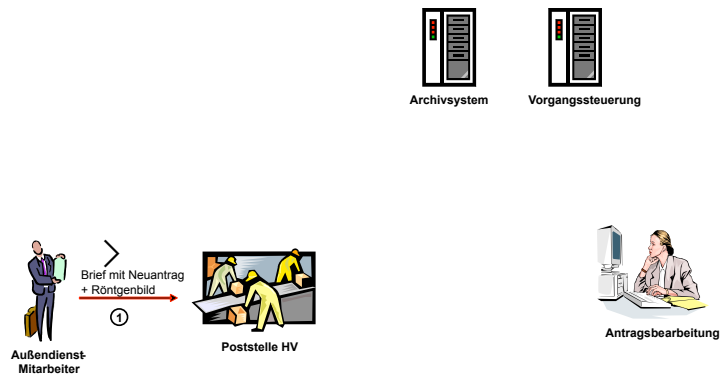 Archivsystem
Vorgangssteuerung
Brief mit Neuantrag
+ Röntgenbild
1
Außendienst-
Mitarbeiter
Poststelle HV
Antragsbearbeitung